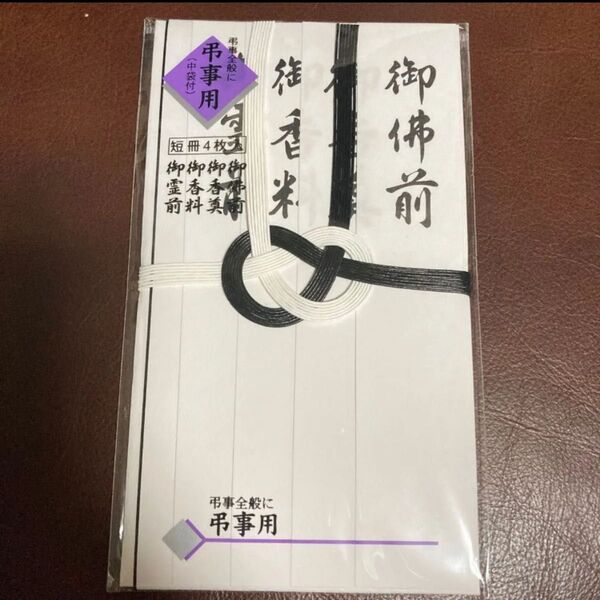 弔事全般に
弔事用
(中袋付)
短冊4枚
御佛前
御香奠
御香料
御霊前
御佛前
御香料
弔事全般に
弔事用